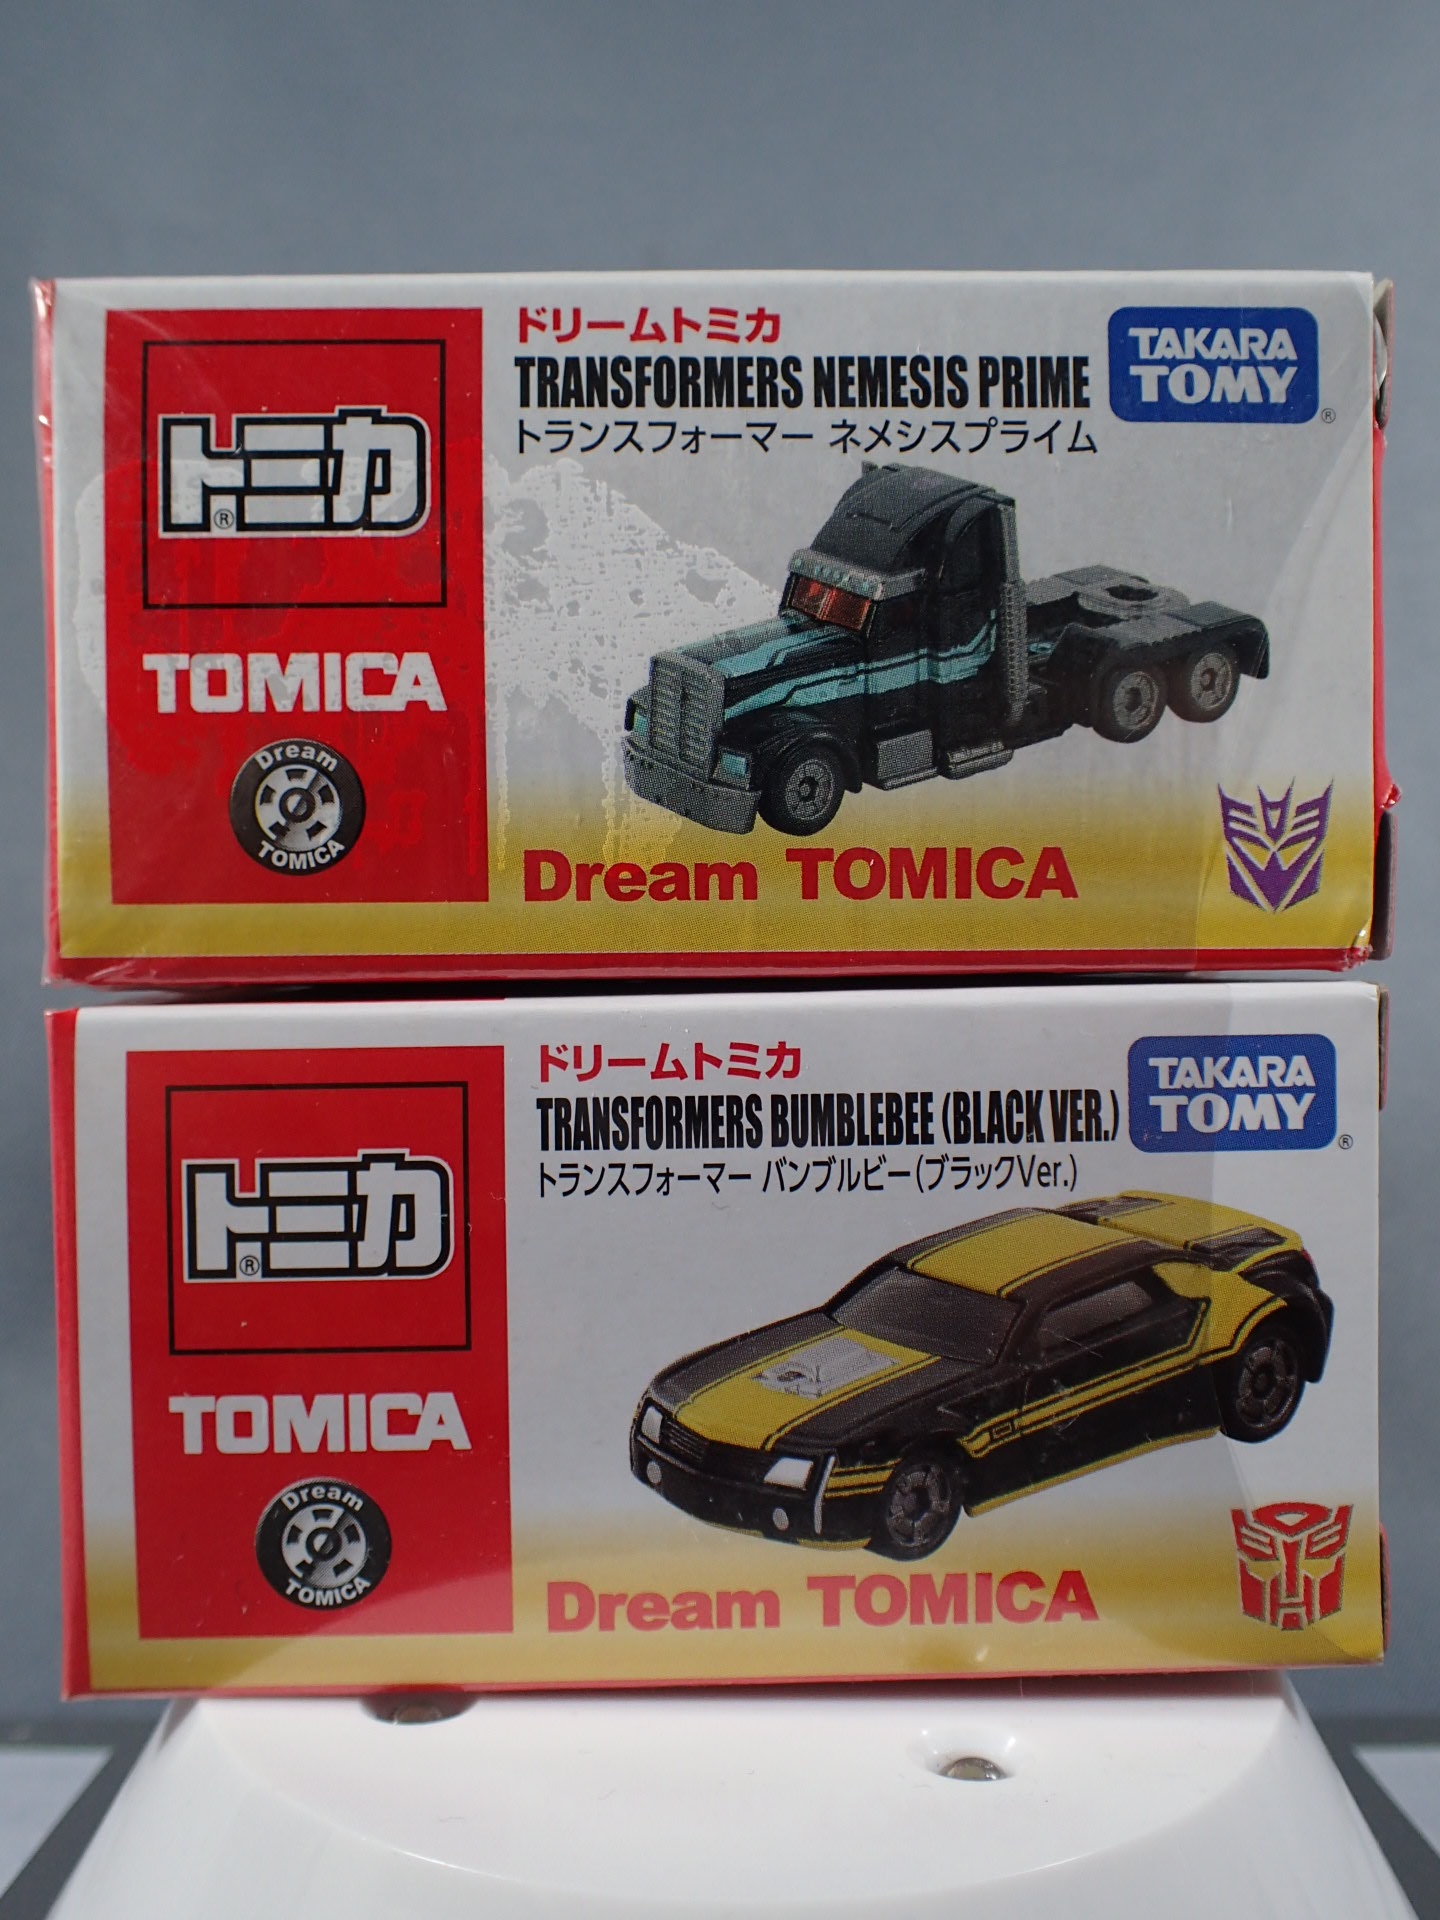 ドリームトミカ
TRANSFORMERS NEMESIS PRIME
トランスフォーマー ネメシスプライム
TAKARA
TOMY®
トミカ®
TOMICA
Dream
TOMICA
Dream TOMICA
ドリームトミカ
TRANSFORMERS BUMBLEBEE (BLACK VER.)
トランスフォーマー バンブルビー(ブラックVer.)
TAKARA
TOMY®
トミカ®
TOMICA
Dream
TOMICA
Dream TOMICA